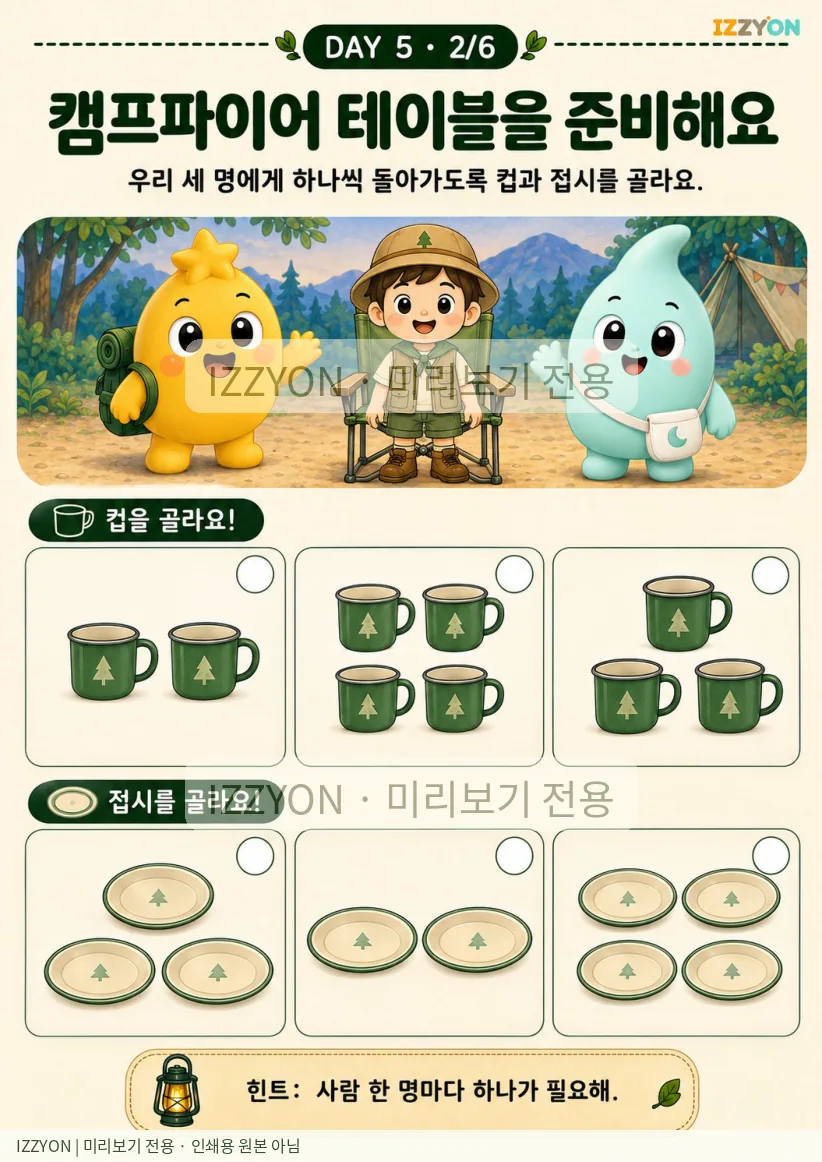 IZZYON
DAY 5 · 2/6
캠프파이어 테이블을 준비해요
우리 세 명에게 하나씩 돌아가도록 컵과 접시를 골라요.
IZZYON · 미리보기 전용
컵을 골라요!
접시를 골라요!
IZZYON · 미리보기 전용
힌트: 사람 한 명마다 하나가 필요해.
IZZYON | 미리보기 전용 · 인쇄용 원본 아님